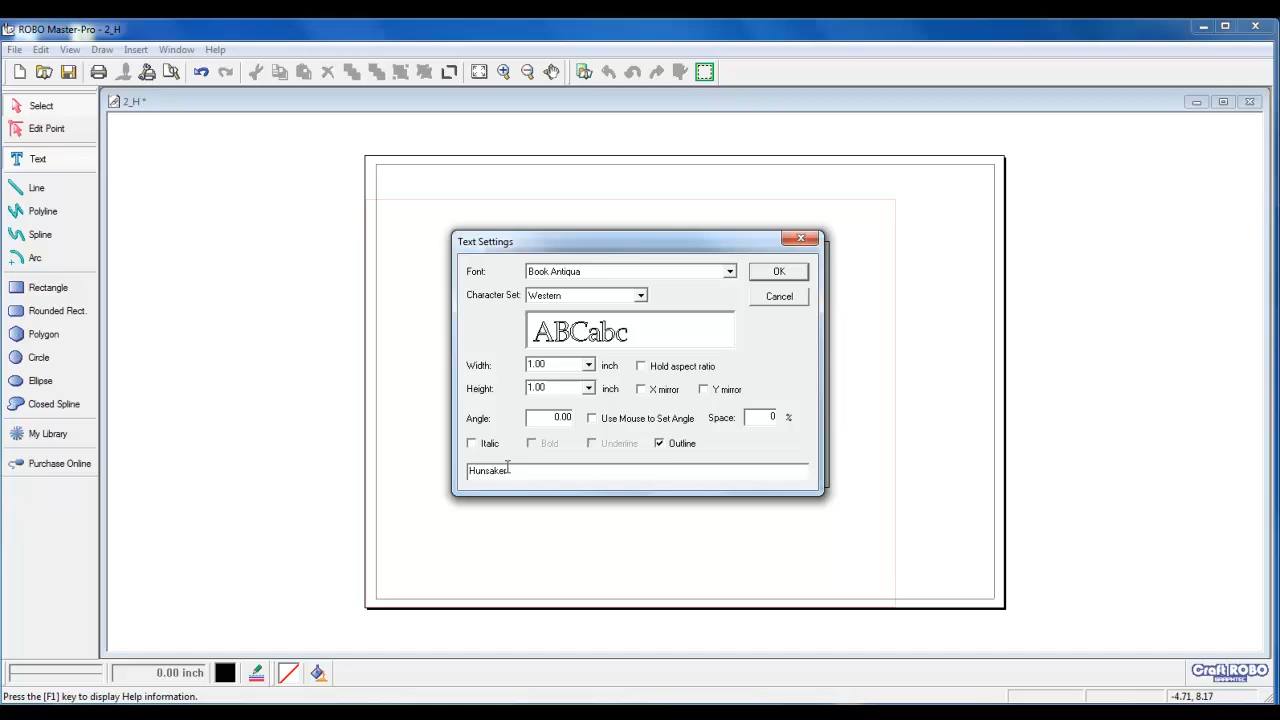 ROBO Master-Pro - 2_H
File Edit View Draw Insert Window Help
2_H *
Select
Edit Point
Text
Line
Polyline
Spline
Arc
Rectangle
Rounded Rect.
Polygon
Circle
Ellipse
Closed Spline
My Library
Purchase Online
Text Settings
Font: Book Antiqua OK
Character Set: Western Cancel
ABCabc
Width: 1.00 inch Hold aspect ratio
Height: 1.00 inch X mirror Y mirror
Angle: 0.00 Use Mouse to Set Angle Space: 0 %
Italic Bold Underline Outline
Hunsaker
0.00 inch
Craft ROBO
GRAPHTEC
Press the [F1] key to display Help information.
-4.71, 8.17